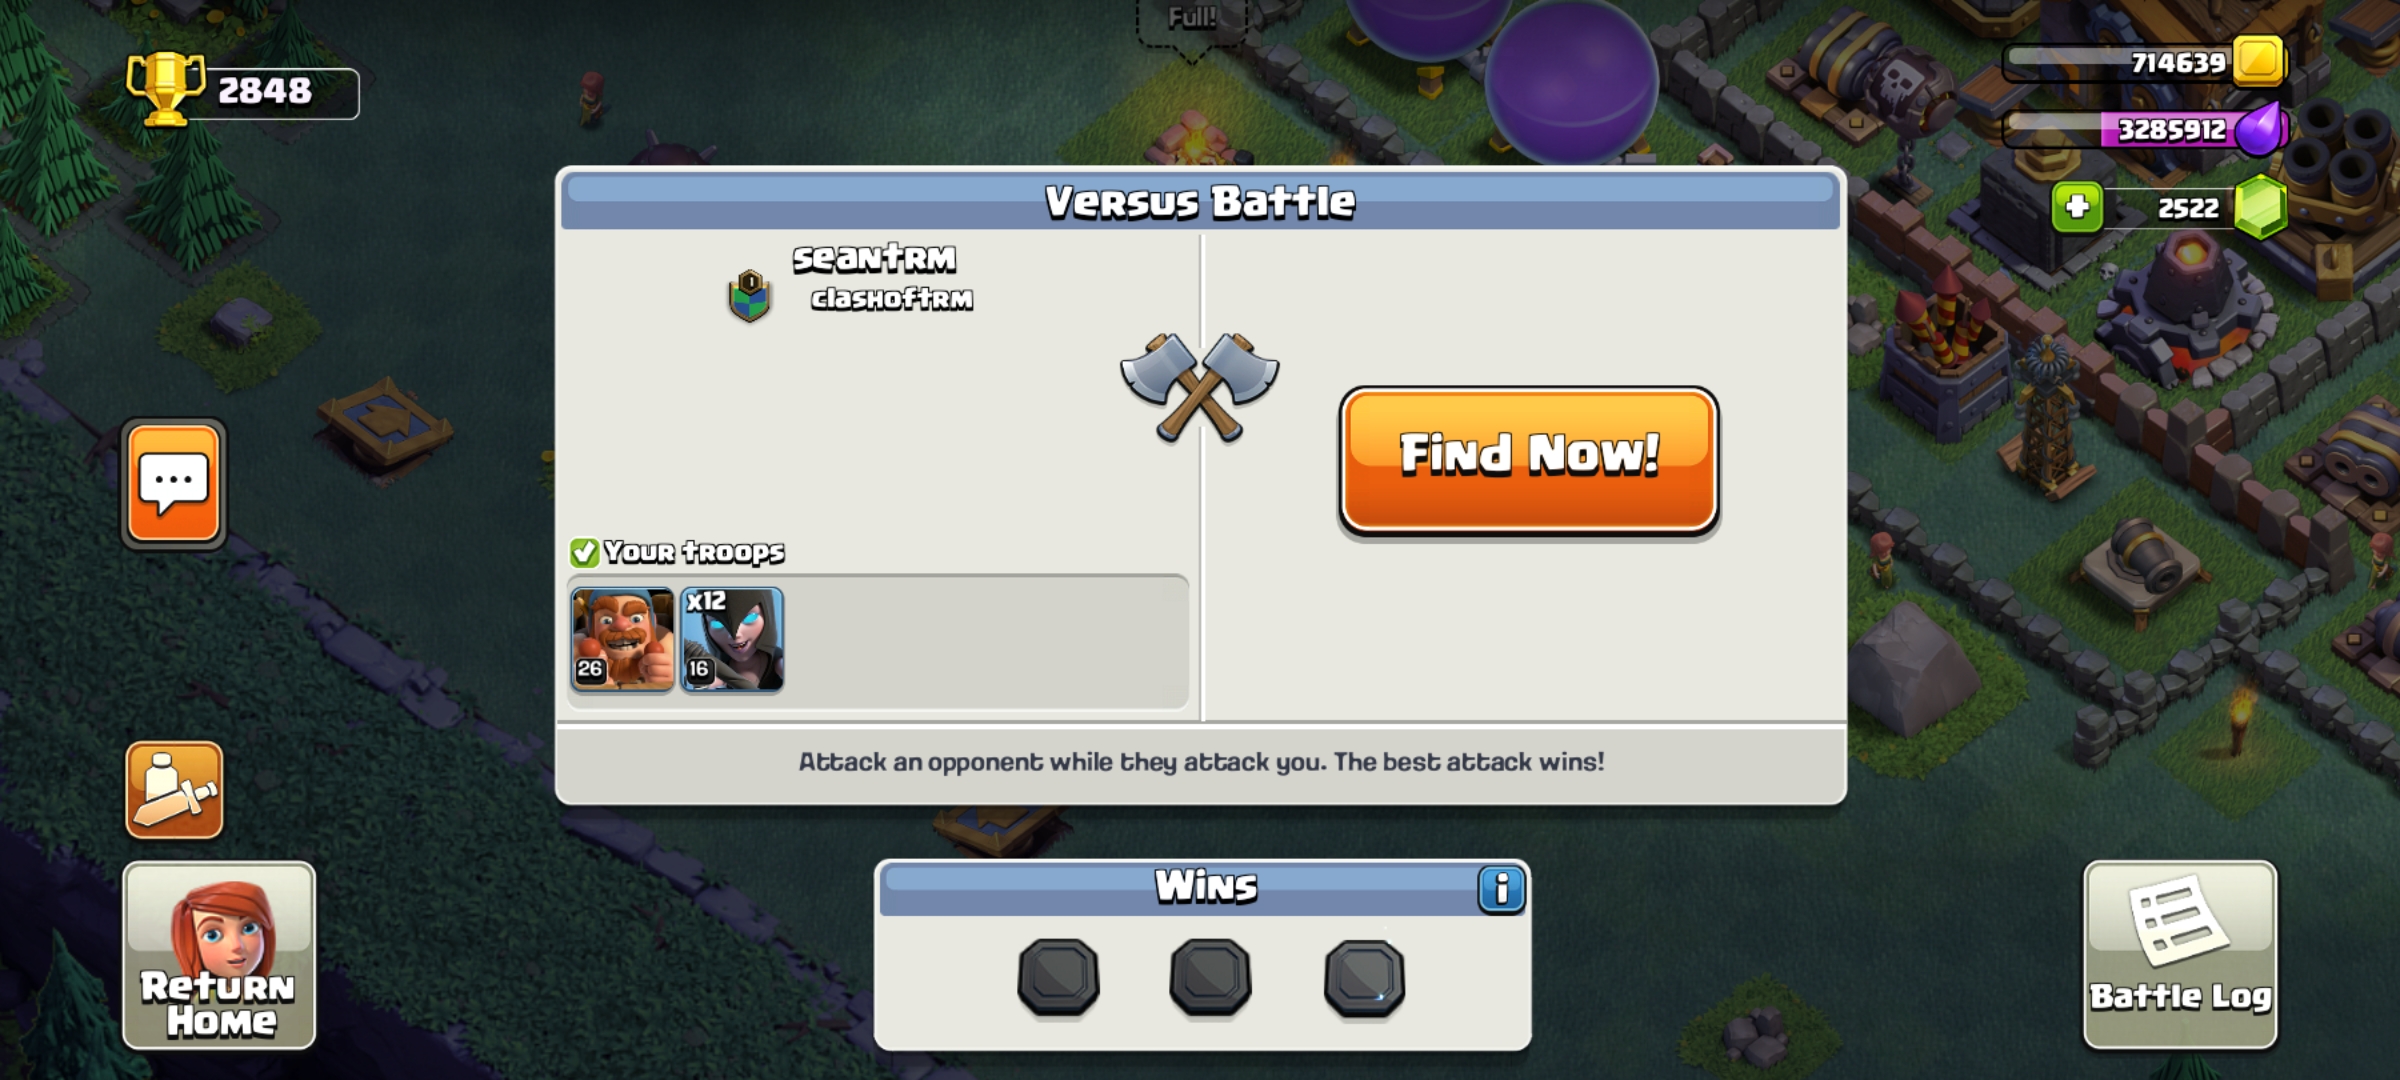 Full!
2848
714639
3285912
2522
Versus Battle
seantrm
1
clashoftrm
Find Now!
Your troops
26
x12
16
Attack an opponent while they attack you. The best attack wins!
Wins
i
Return
Home
Battle Log